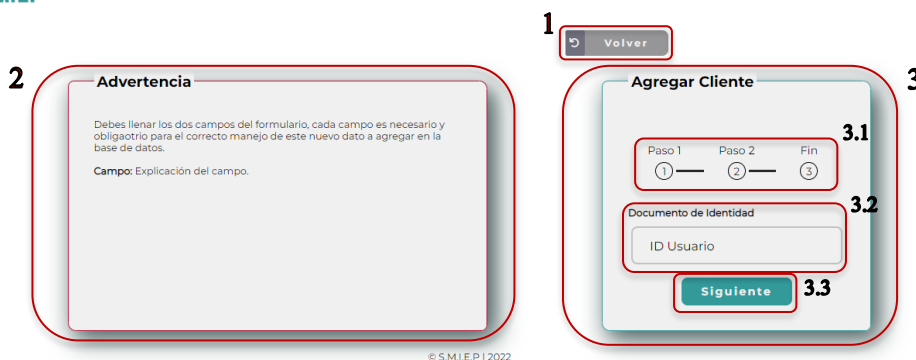 1
Volver
2
Advertencia
Debes llenar los dos campos del formulario, cada campo es necesario y
obligaotrio para el correcto manejo de este nuevo dato a agregar en la
base de datos.
Campo: Explicación del campo.
3
Agregar Cliente
3.1
Paso 1 Paso 2 Fin
1 2 3
3.2
Documento de Identidad
ID Usuario
Siguiente
3.3
© S.M.I.E.P | 2022